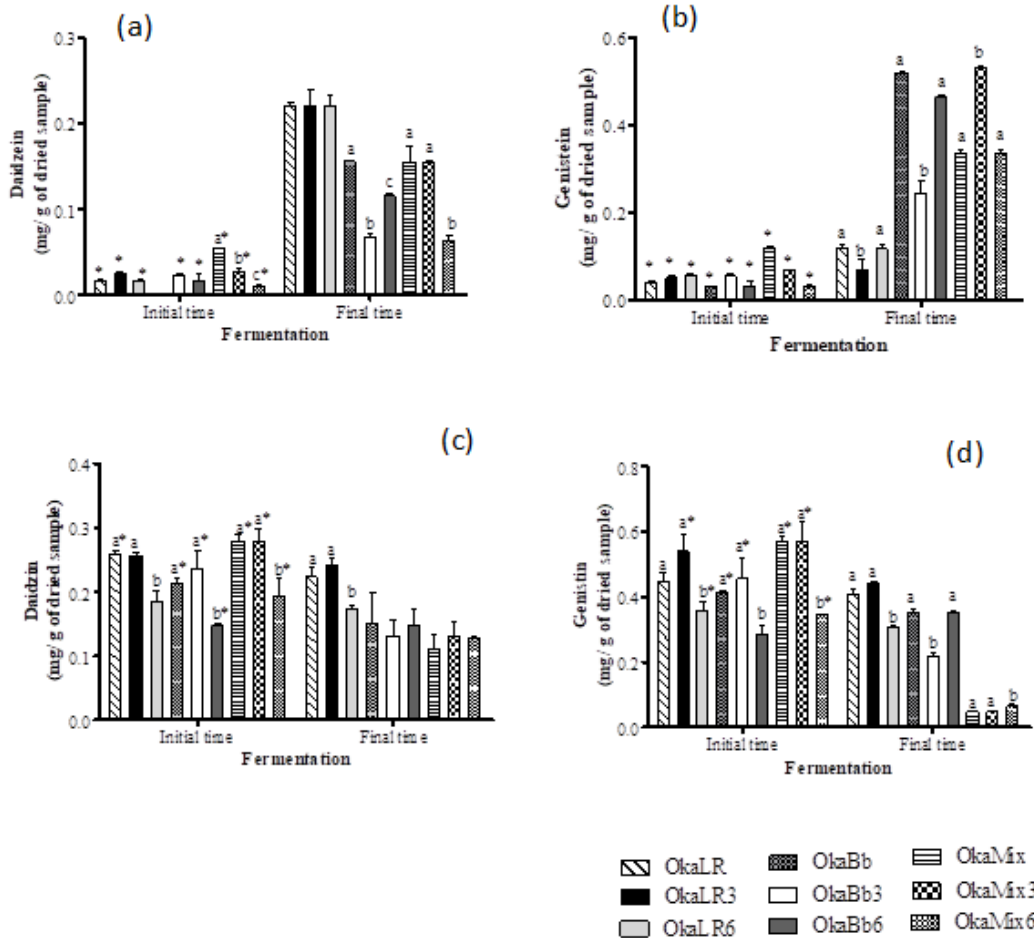 (a)
0.3
0.2
0.1
0.0
Daidzein
(mg/ g of dried sample)
* * * * * a* b* c*
a b c a a b
Initial time Final time
Fermentation
(b)
0.6
0.4
0.2
0.0
Genistein
(mg/ g of dried sample)
* * * * * * * * *
a b a a b a a b a
Initial time Final time
Fermentation
(c)
0.4
0.3
0.2
0.1
0.0
Daidzin
(mg/ g of dried sample)
a* a b a* a* b* a* a* b*
a a b
Initial time Final time
Fermentation
(d)
0.8
0.6
0.4
0.2
0.0
Genistin
(mg/ g of dried sample)
a a* b* a* a* b a* a* b*
a a b a b a a a b
Initial time Final time
Fermentation
OkaLR OkaBb OkaMix
OkaLR3 OkaBb3 OkaMix3
OkaLR6 OkaBb6 OkaMix6